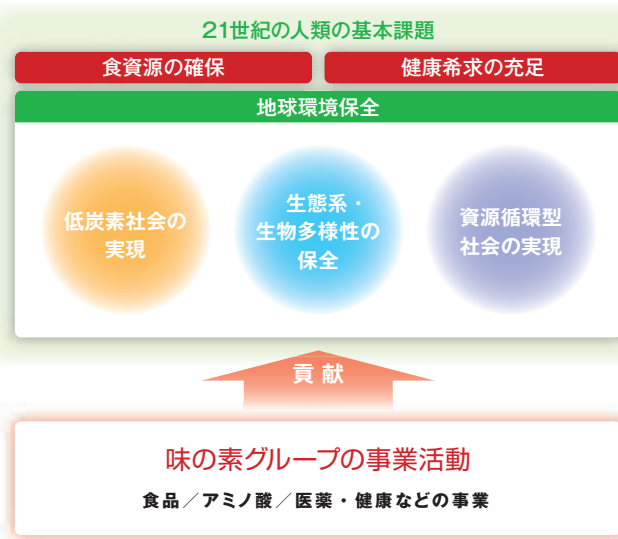 21世紀の人類の基本課題
食資源の確保
健康希求の充足
地球環境保全
低炭素社会の
実現
生態系・
生物多様性の
保全
資源循環型
社会の実現
貢献
味の素グループの事業活動
食品／アミノ酸／医薬・健康などの事業